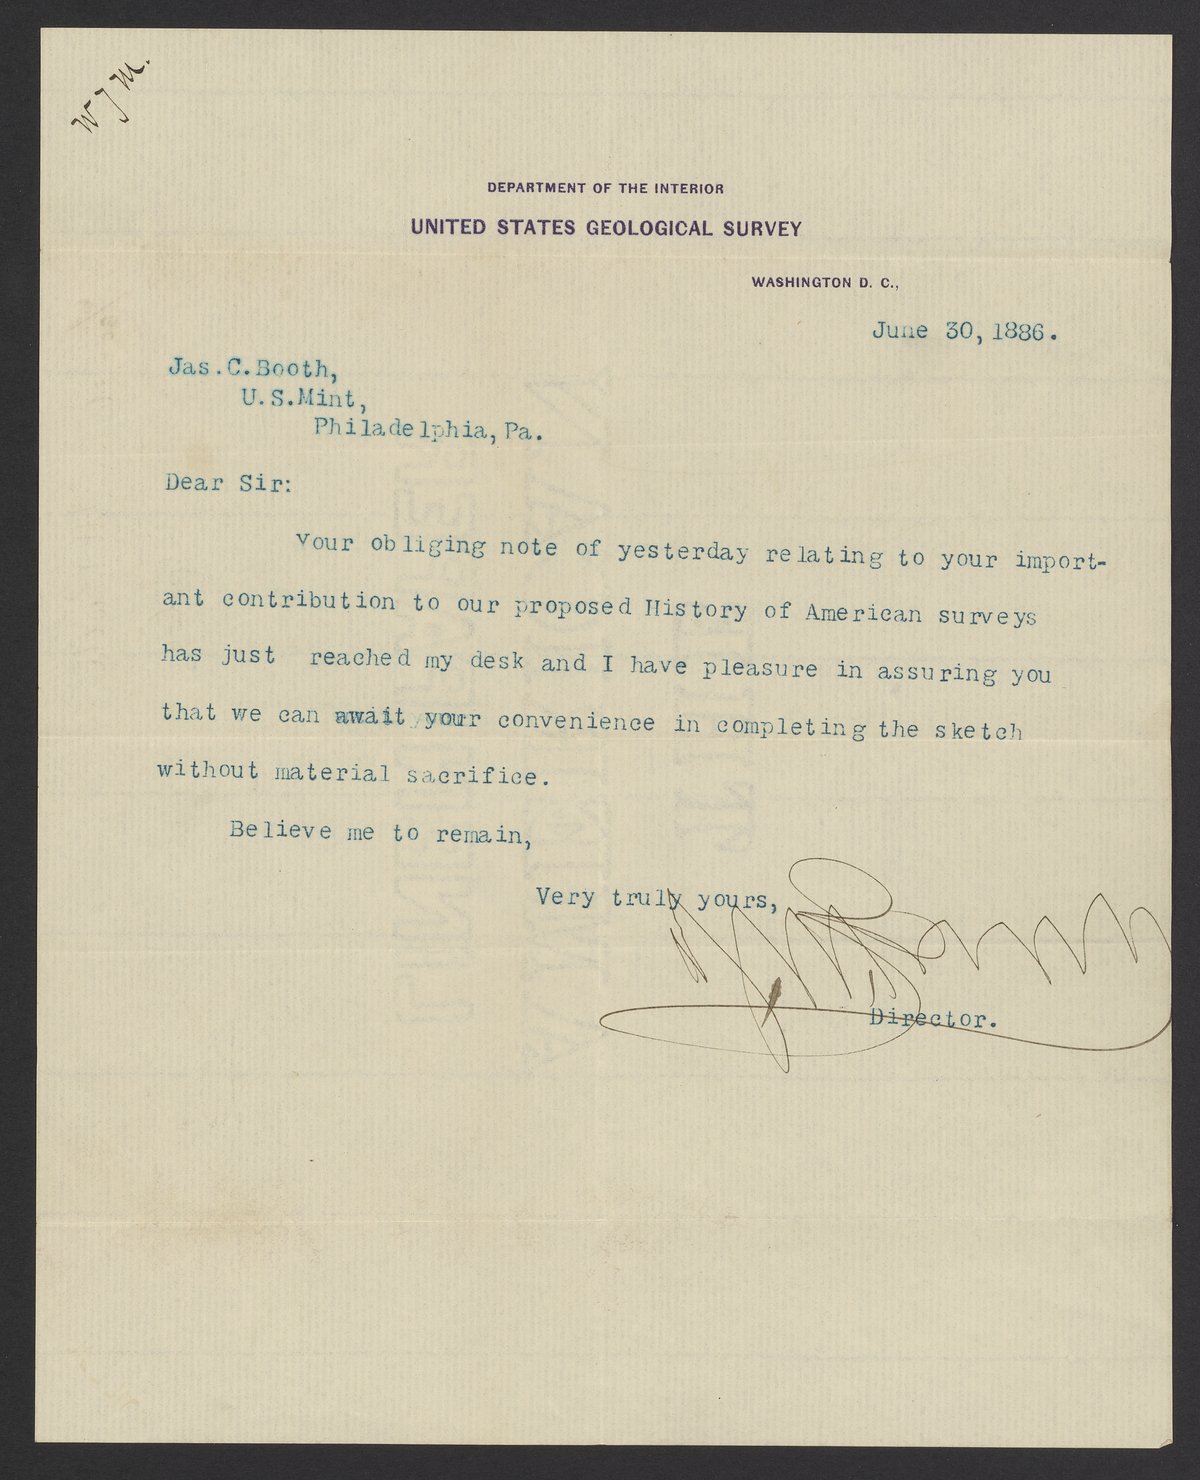 W J M.
DEPARTMENT OF THE INTERIOR
UNITED STATES GEOLOGICAL SURVEY
WASHINGTON D. C.,
June 30, 1886.
Jas. C. Booth,
U. S. Mint,
Philadelphia, Pa.
Dear Sir:
Your obliging note of yesterday relating to your import-
ant contribution to our proposed History of American surveys
has just reached my desk and I have pleasure in assuring you
that we can await your convenience in completing the sketch
without material sacrifice.
Believe me to remain,
Very truly yours,
Director.